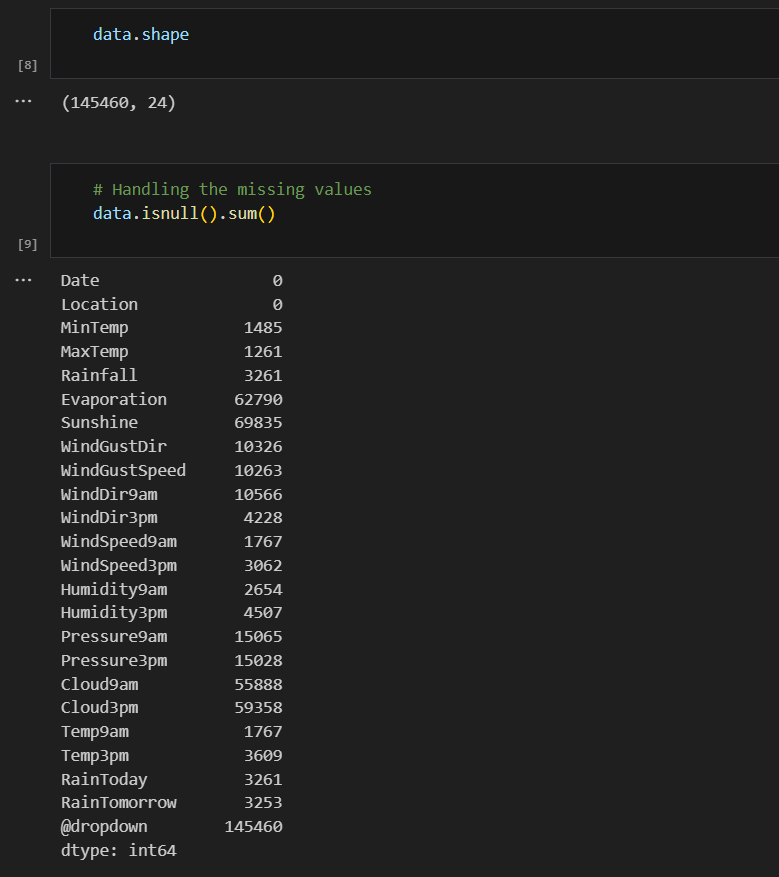 data.shape
[8]
... (145460, 24)
# Handling the missing values
data.isnull().sum()
[9]
... Date 0
Location 0
MinTemp 1485
MaxTemp 1261
Rainfall 3261
Evaporation 62790
Sunshine 69835
WindGustDir 10326
WindGustSpeed 10263
WindDir9am 10566
WindDir3pm 4228
WindSpeed9am 1767
WindSpeed3pm 3062
Humidity9am 2654
Humidity3pm 4507
Pressure9am 15065
Pressure3pm 15028
Cloud9am 55888
Cloud3pm 59358
Temp9am 1767
Temp3pm 3609
RainToday 3261
RainTomorrow 3253
@dropdown 145460
dtype: int64